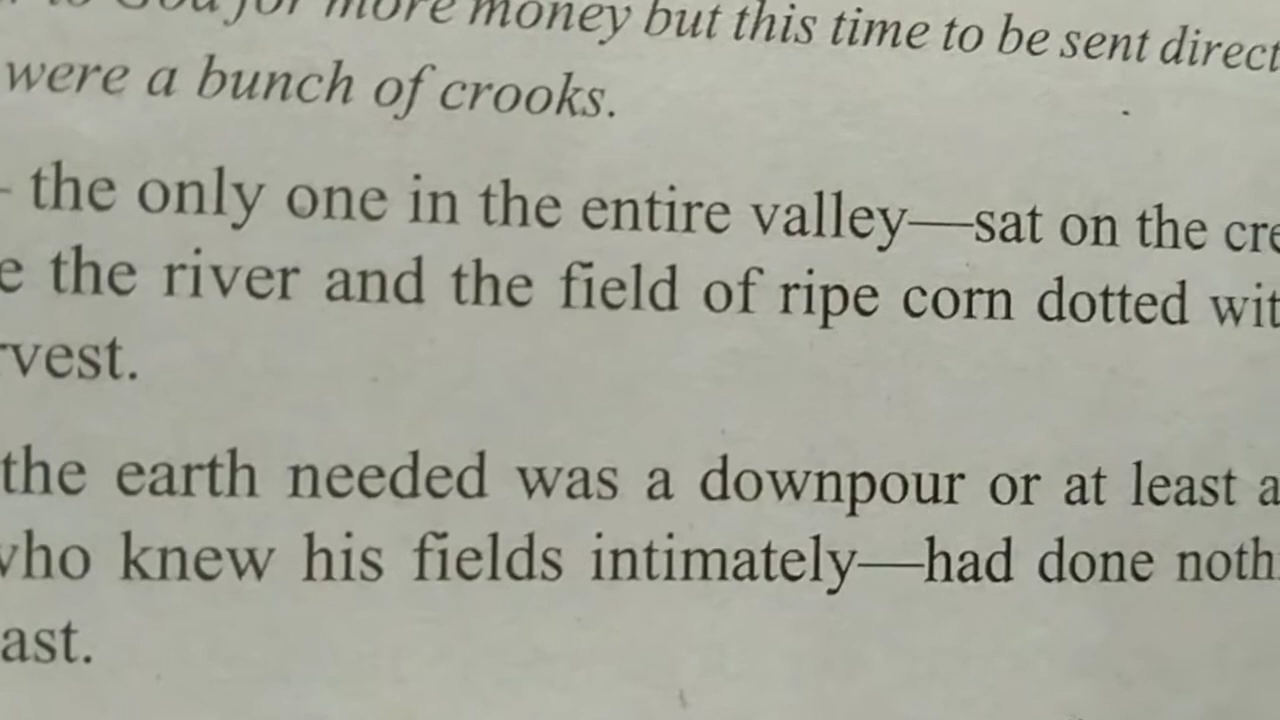 to God for more money but this time to be sent direct
were a bunch of crooks.
- the only one in the entire valley—sat on the cre
e the river and the field of ripe corn dotted wit
rvest.
the earth needed was a downpour or at least a
who knew his fields intimately—had done noth
ast.